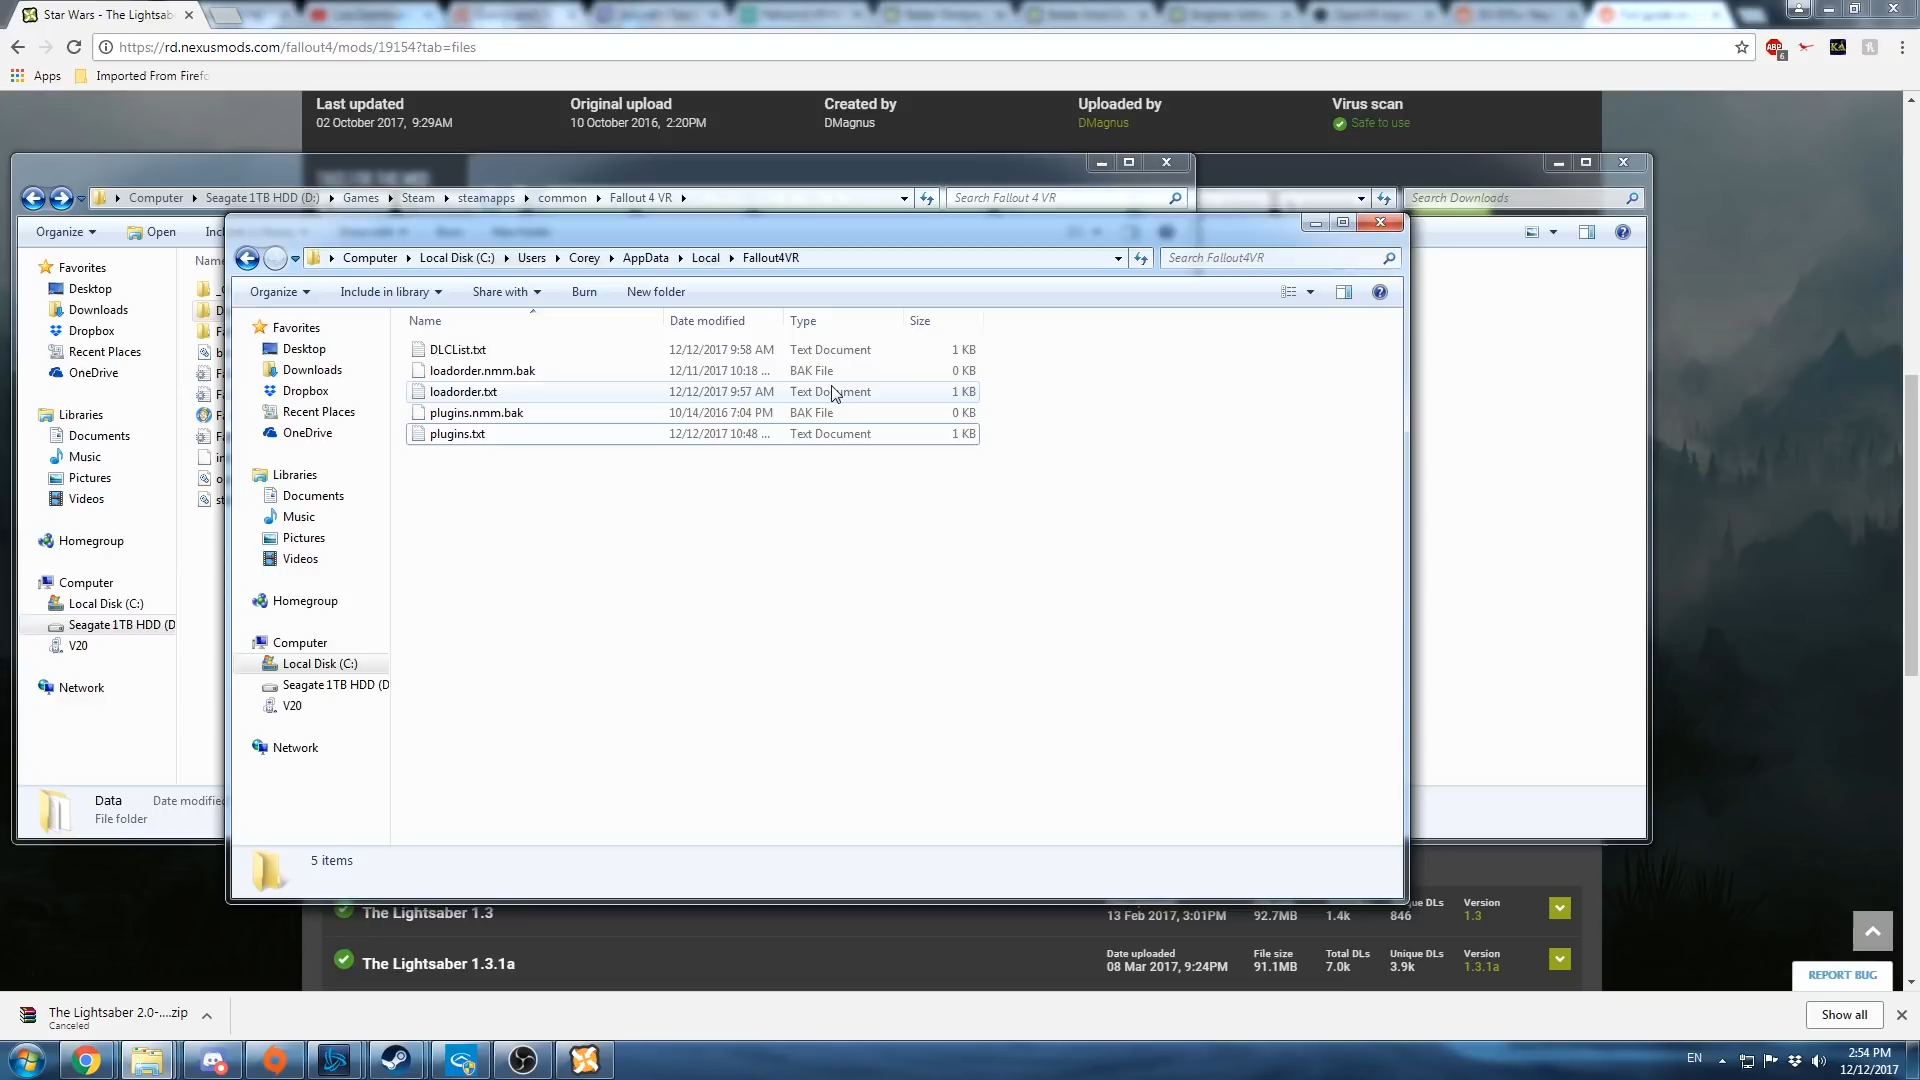 Star Wars - The Lightsab
https://rd.nexusmods.com/fallout4/mods/19154?tab=files
ABP
6
KA
Apps
Imported From Firefo
Last updated
02 October 2017, 9:29AM
Original upload
10 October 2016, 2:20PM
Created by
DMagnus
Uploaded by
DMagnus
Virus scan
Safe to use
Computer
Seagate 1TB HDD (D:)
Games
Steam
steamapps
common
Fallout 4 VR
Search Fallout 4 VR
Search Downloads
Organize
Open
Incl
Favorites
Desktop
Downloads
Dropbox
Recent Places
OneDrive
Libraries
Documents
Music
Pictures
Videos
Homegroup
Computer
Local Disk (C:)
Seagate 1TB HDD (D
V20
Network
Name
Data
Date modified
File folder
Computer
Local Disk (C:)
Users
Corey
AppData
Local
Fallout4VR
Search Fallout4VR
Organize
Include in library
Share with
Burn
New folder
Favorites
Desktop
Downloads
Dropbox
Recent Places
OneDrive
Libraries
Documents
Music
Pictures
Videos
Homegroup
Computer
Local Disk (C:)
Seagate 1TB HDD (D
V20
Network
Name Date modified Type Size
DLCList.txt 12/12/2017 9:58 AM Text Document 1 KB
loadorder.nmm.bak 12/11/2017 10:18 ... BAK File 0 KB
loadorder.txt 12/12/2017 9:57 AM Text Document 1 KB
plugins.nmm.bak 10/14/2016 7:04 PM BAK File 0 KB
plugins.txt 12/12/2017 10:48 ... Text Document 1 KB
5 items
The Lightsaber 1.3
13 Feb 2017, 3:01PM
92.7MB
1.4k
ue DLs
846
Version
1.3
The Lightsaber 1.3.1a
Date uploaded
08 Mar 2017, 9:24PM
File size
91.1MB
Total DLs
7.0k
Unique DLs
3.9k
Version
1.3.1a
REPORT BUG
The Lightsaber 2.0-....zip
Canceled
Show all
EN
2:54 PM
12/12/2017